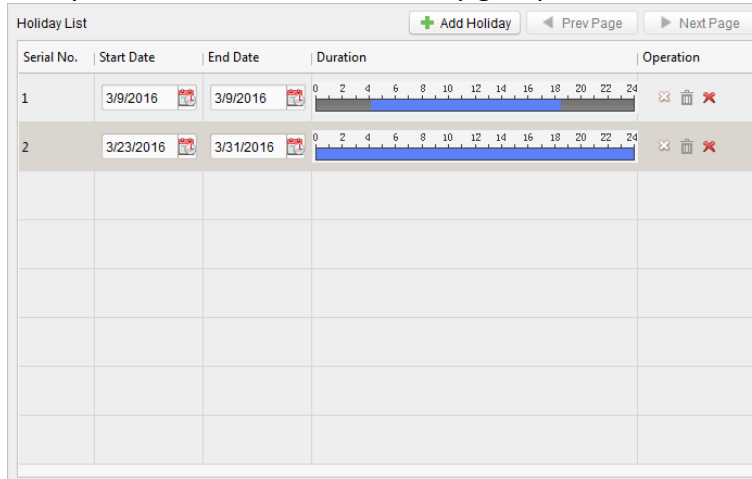 Holiday List Add Holiday Prev Page Next Page
Serial No. Start Date End Date Duration Operation
0 2 4 6 8 10 12 14 16 18 20 22 24
1 3/9/2016 3/9/2016
0 2 4 6 8 10 12 14 16 18 20 22 24
2 3/23/2016 3/31/2016